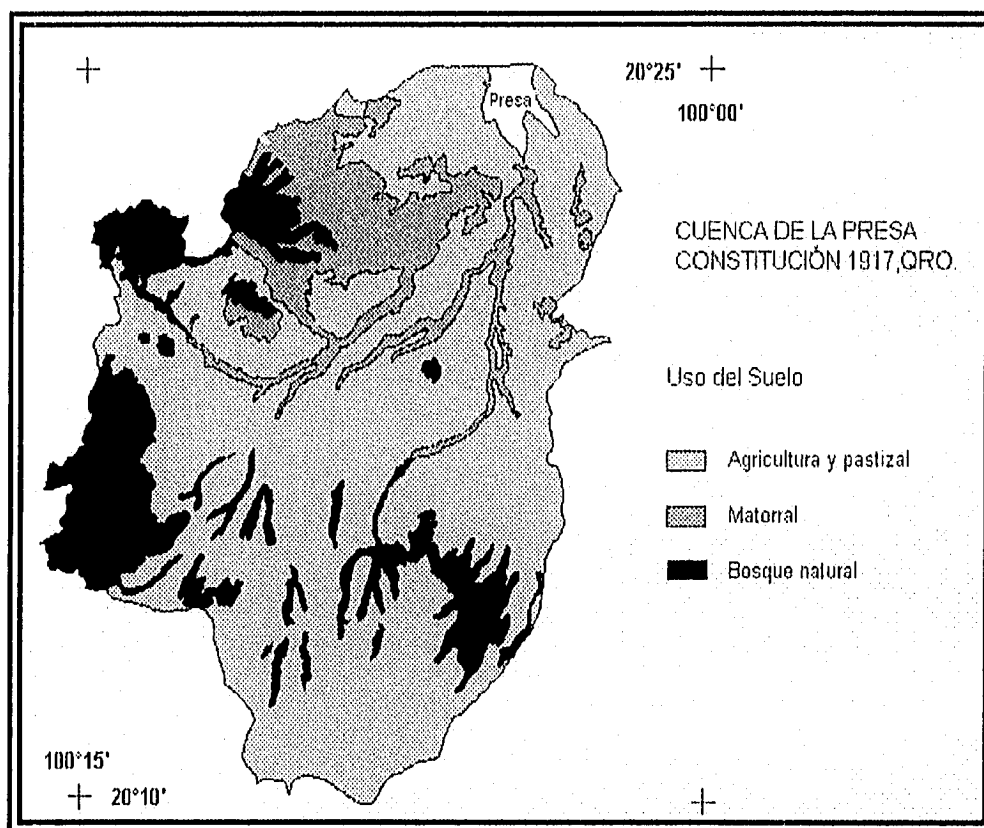 20°25'
100°00'
Presa
CUENCA DE LA PRESA
CONSTITUCIÓN 1917,QRO.
Uso del Suelo
Agricultura y pastizal
Matorral
Bosque natural
100°15'
20°10'